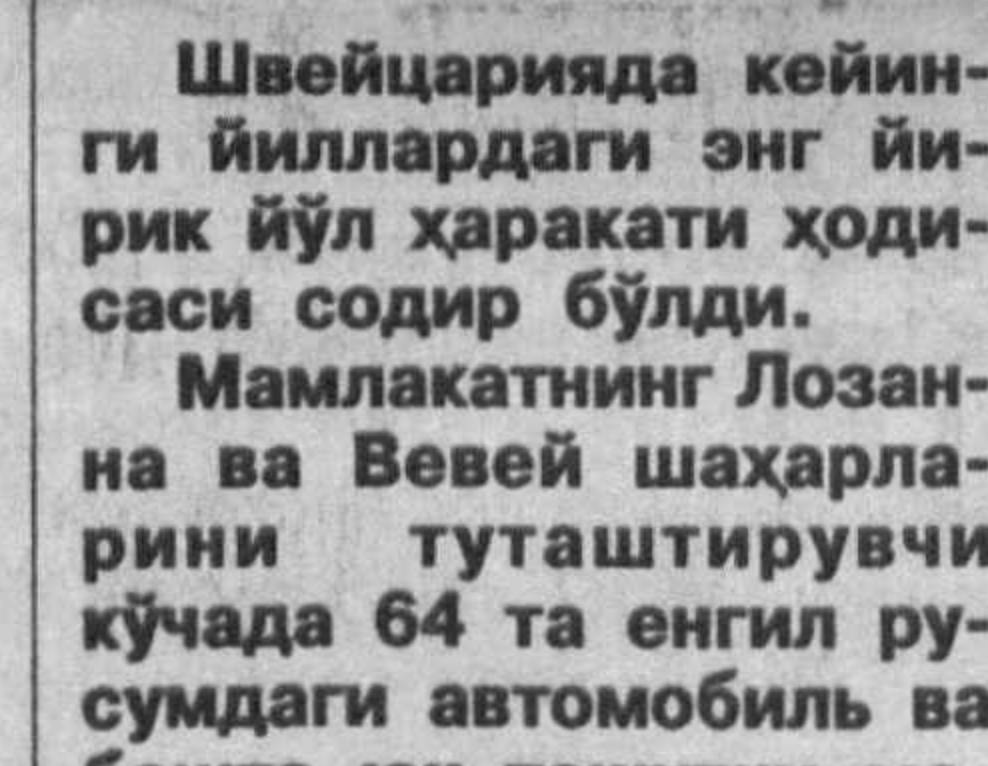 Швейцарияда кейин-
ги йиллардаги энг йи-
рик йўл ҳаракати ҳоди-
саси содир бўлди.
Мамлакатнинг Лозан-
на ва Вевей шаҳарла-
рини туташтирувчи
кўчада 64 та енгил ру-
сумдаги автомобиль ва